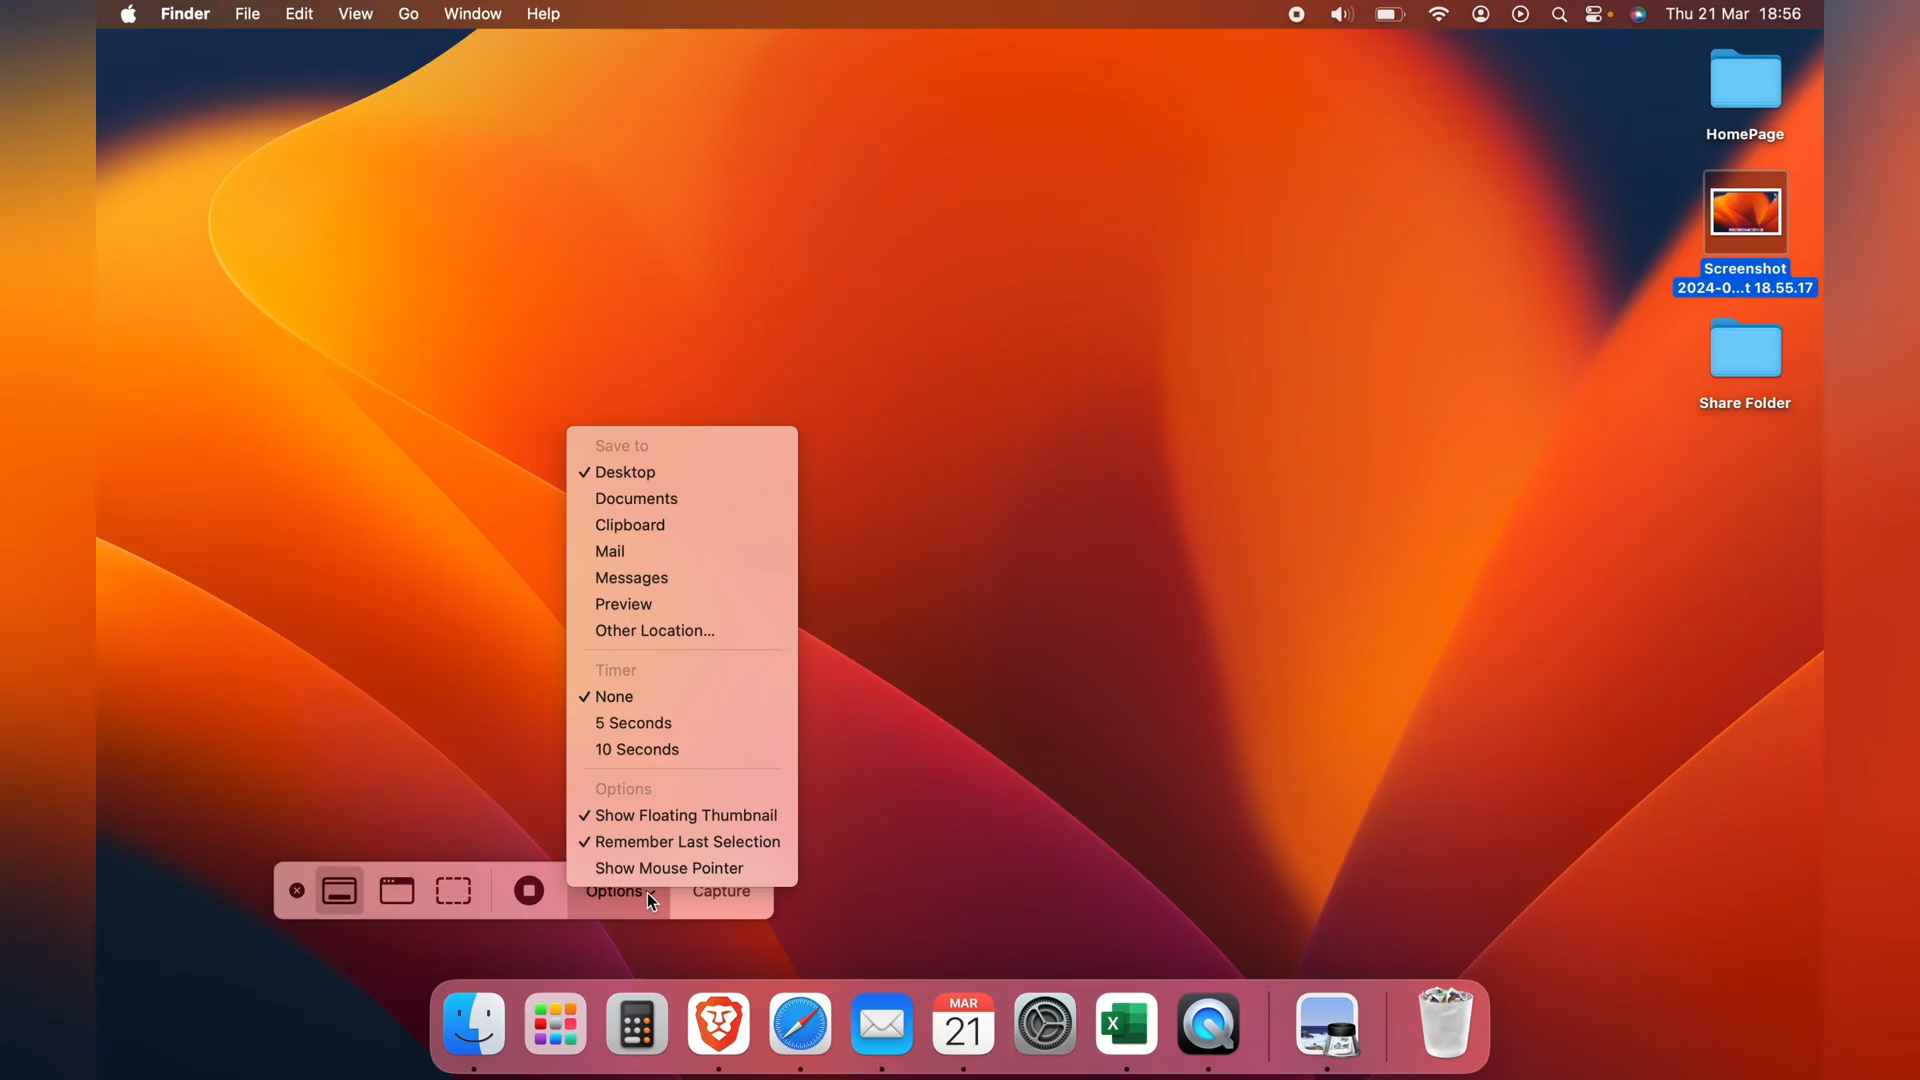 Finder File Edit View Go Window Help Thu 21 Mar 18:56
HomePage
Screenshot
2024-0...t 18.55.17
Share Folder
Save to
✓ Desktop
Documents
Clipboard
Mail
Messages
Preview
Other Location...
Timer
✓ None
5 Seconds
10 Seconds
Options
✓ Show Floating Thumbnail
✓ Remember Last Selection
Show Mouse Pointer
Options Capture
MAR
21
X